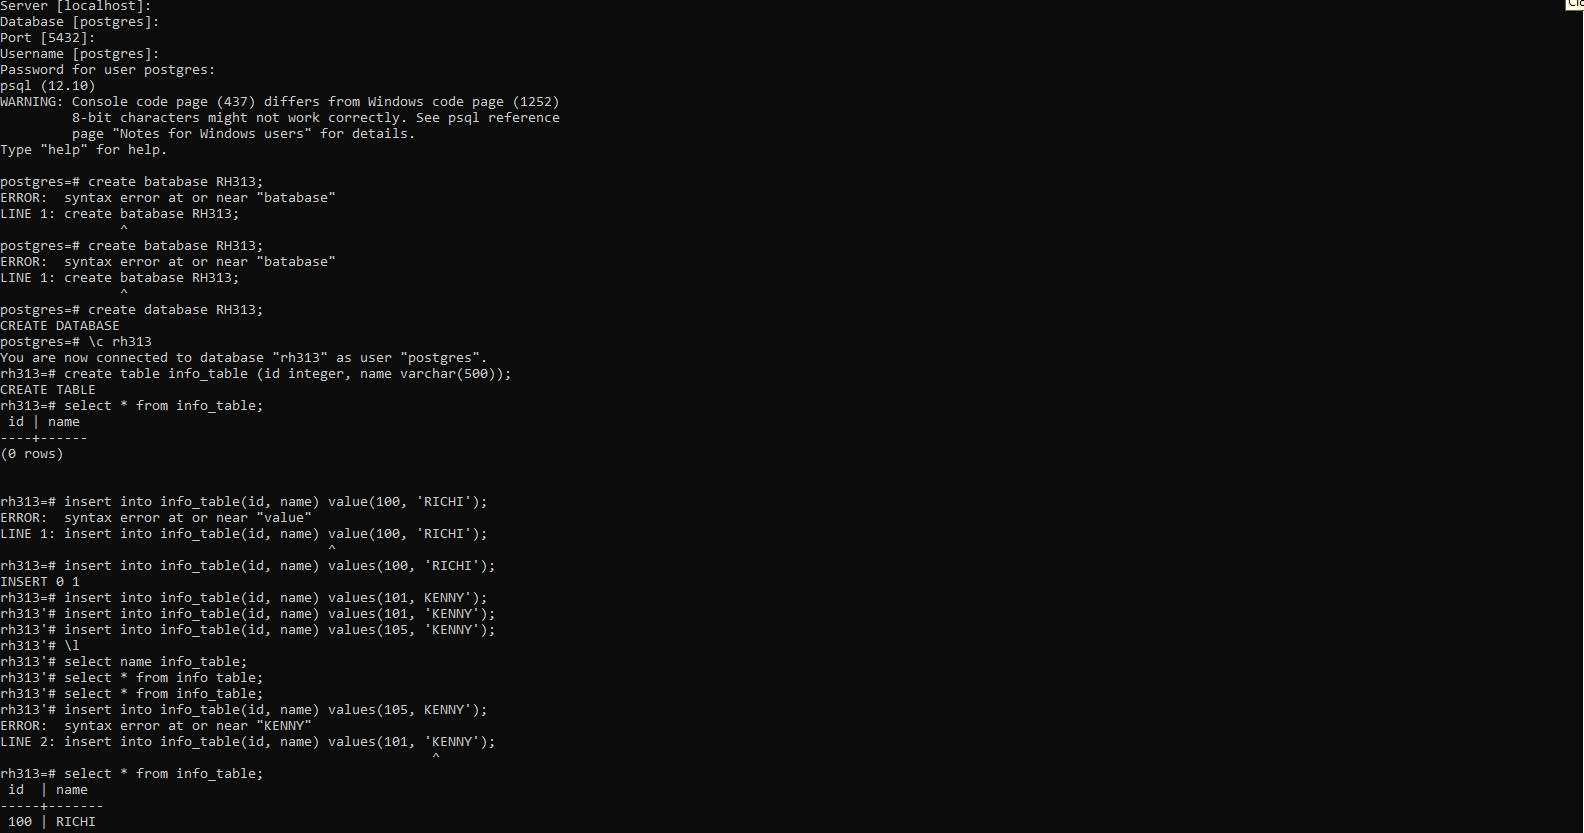 Server [localhost]:
Database [postgres]:
Port [5432]:
Username [postgres]:
Password for user postgres:
psql (12.10)
WARNING: Console code page (437) differs from Windows code page (1252)
         8-bit characters might not work correctly. See psql reference
         page "Notes for Windows users" for details.
Type "help" for help.

postgres=# create batabase RH313;
ERROR:  syntax error at or near "batabase"
LINE 1: create batabase RH313;
               ^
postgres=# create batabase RH313;
ERROR:  syntax error at or near "batabase"
LINE 1: create batabase RH313;
               ^
postgres=# create database RH313;
CREATE DATABASE
postgres=# \c rh313
You are now connected to database "rh313" as user "postgres".
rh313=# create table info_table (id integer, name varchar(500));
CREATE TABLE
rh313=# select * from info_table;
 id | name
----+------
(0 rows)


rh313=# insert into info_table(id, name) value(100, 'RICHI');
ERROR:  syntax error at or near "value"
LINE 1: insert into info_table(id, name) value(100, 'RICHI');
                                         ^
rh313=# insert into info_table(id, name) values(100, 'RICHI');
INSERT 0 1
rh313=# insert into info_table(id, name) values(101, KENNY');
rh313'# insert into info_table(id, name) values(101, 'KENNY');
rh313'# insert into info_table(id, name) values(105, 'KENNY');
rh313'# \l
rh313'# select name info_table;
rh313'# select * from info table;
rh313'# select * from info_table;
rh313'# insert into info_table(id, name) values(105, KENNY');
ERROR:  syntax error at or near "KENNY"
LINE 2: insert into info_table(id, name) values(101, 'KENNY');
                                                      ^
rh313=# select * from info_table;
 id  | name
-----+-------
 100 | RICHI